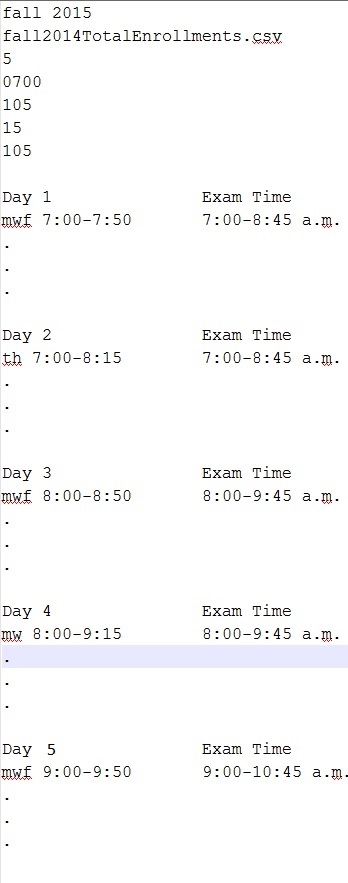 fall 2015
fall2014TotalEnrollments.csv
5
0700
105
15
105
Day 1 Exam Time
mwf 7:00-7:50 7:00-8:45 a.m.
.
.
.
Day 2 Exam Time
th 7:00-8:15 7:00-8:45 a.m.
.
.
.
Day 3 Exam Time
mwf 8:00-8:50 8:00-9:45 a.m.
.
.
.
Day 4 Exam Time
mw 8:00-9:15 8:00-9:45 a.m.
.
.
.
Day 5 Exam Time
mwf 9:00-9:50 9:00-10:45 a.m.
.
.
.